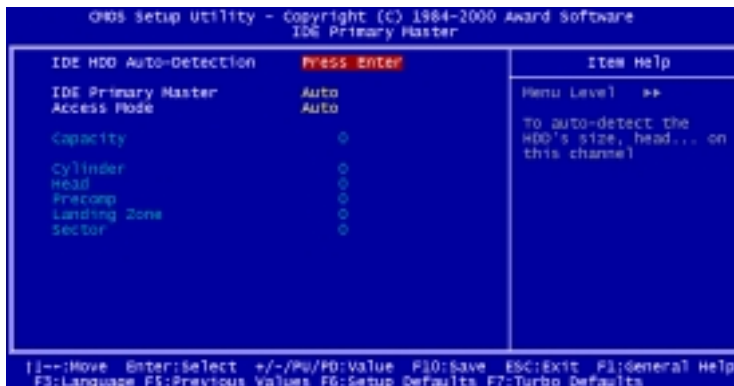 CMOS Setup Utility - Copyright (C) 1984-2000 Award Software
IDE Primary Master
IDE HDD Auto-Detection Press Enter
IDE Primary Master Auto
Access Mode Auto
Capacity 0
Cylinder 0
Head 0
Precomp 0
Landing Zone 0
Sector 0
Item Help
Menu Level ▶▶
To auto-detect the
HDD's size, head... on
this channel
:Move Enter:Select +/-/PU/PD:Value F10:Save ESC:Exit F1:General Help
F3:Language F5:Previous Values F6:Setup Defaults F7:Turbo Defaults